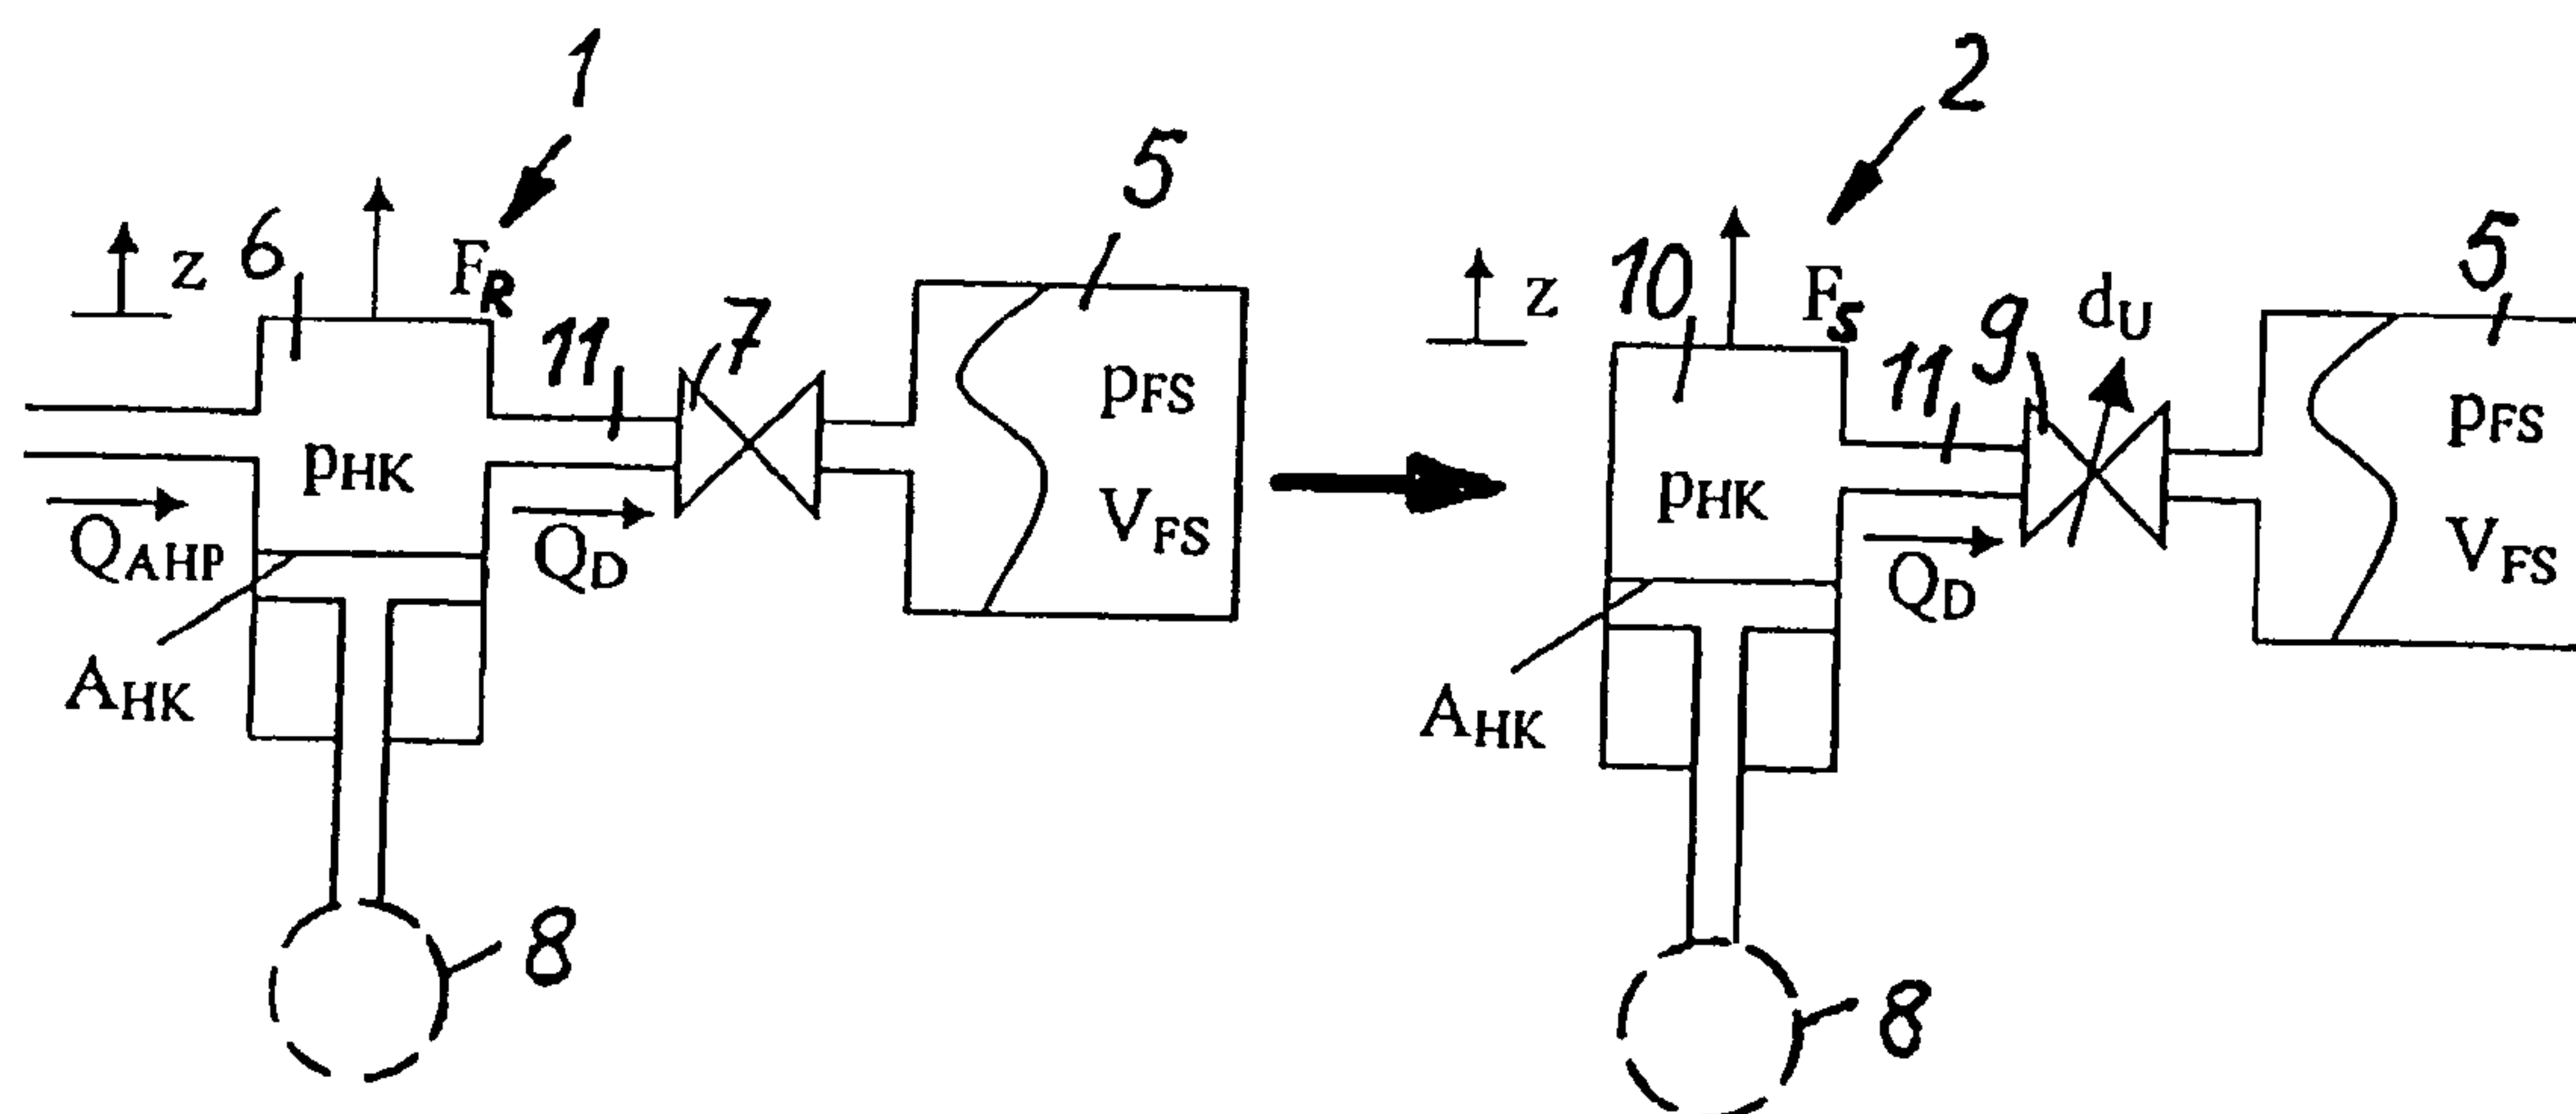 1
z
6
F_R
11
7
5
p_FS
V_FS
p_HK
Q_AHP
Q_D
A_HK
8
2
z
10
F_S
11
9
d_U
5
p_FS
V_FS
p_HK
Q_D
A_HK
8